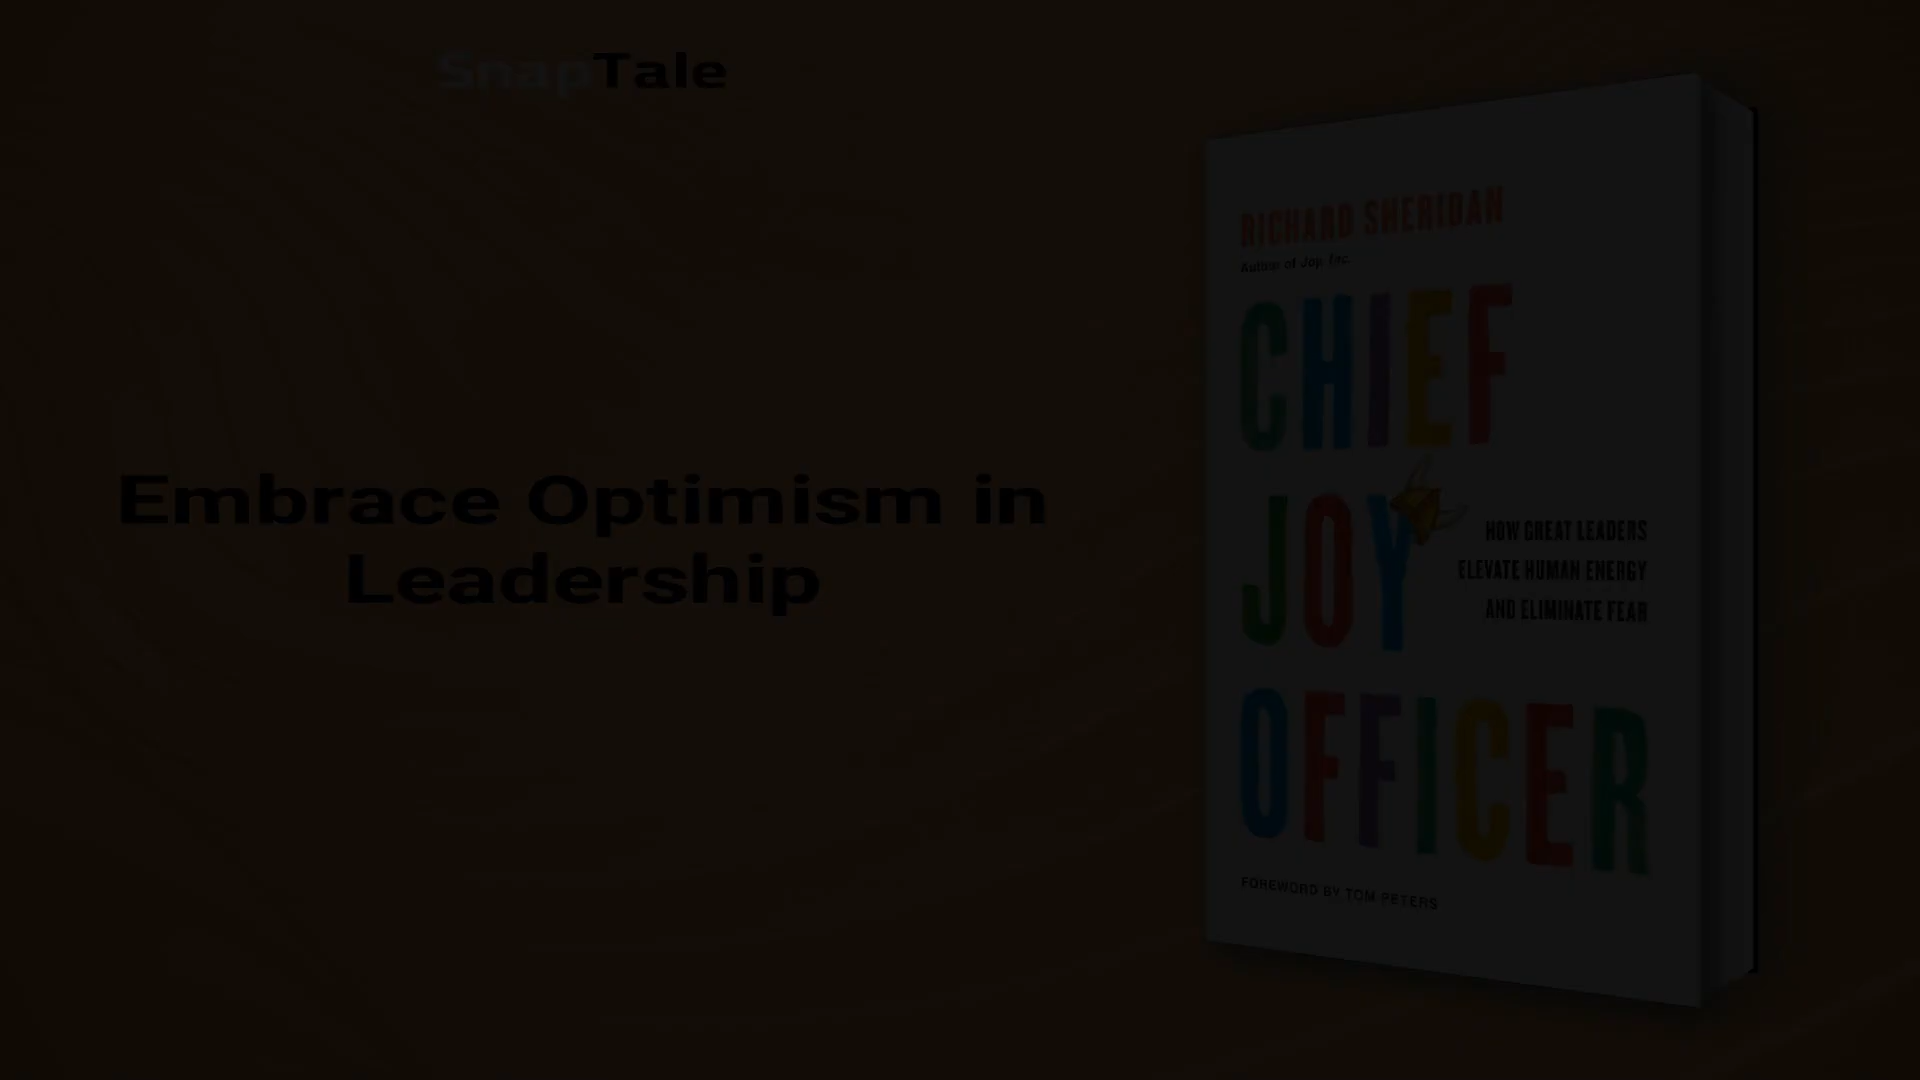 SnapTale
Embrace Optimism in
Leadership
RICHARD SHERIDAN
Author of Joy, Inc.
CHIEF
JOY
HOW GREAT LEADERS
ELEVATE HUMAN ENERGY
AND ELIMINATE FEAR
OFFICER
FOREWORD BY TOM PETERS